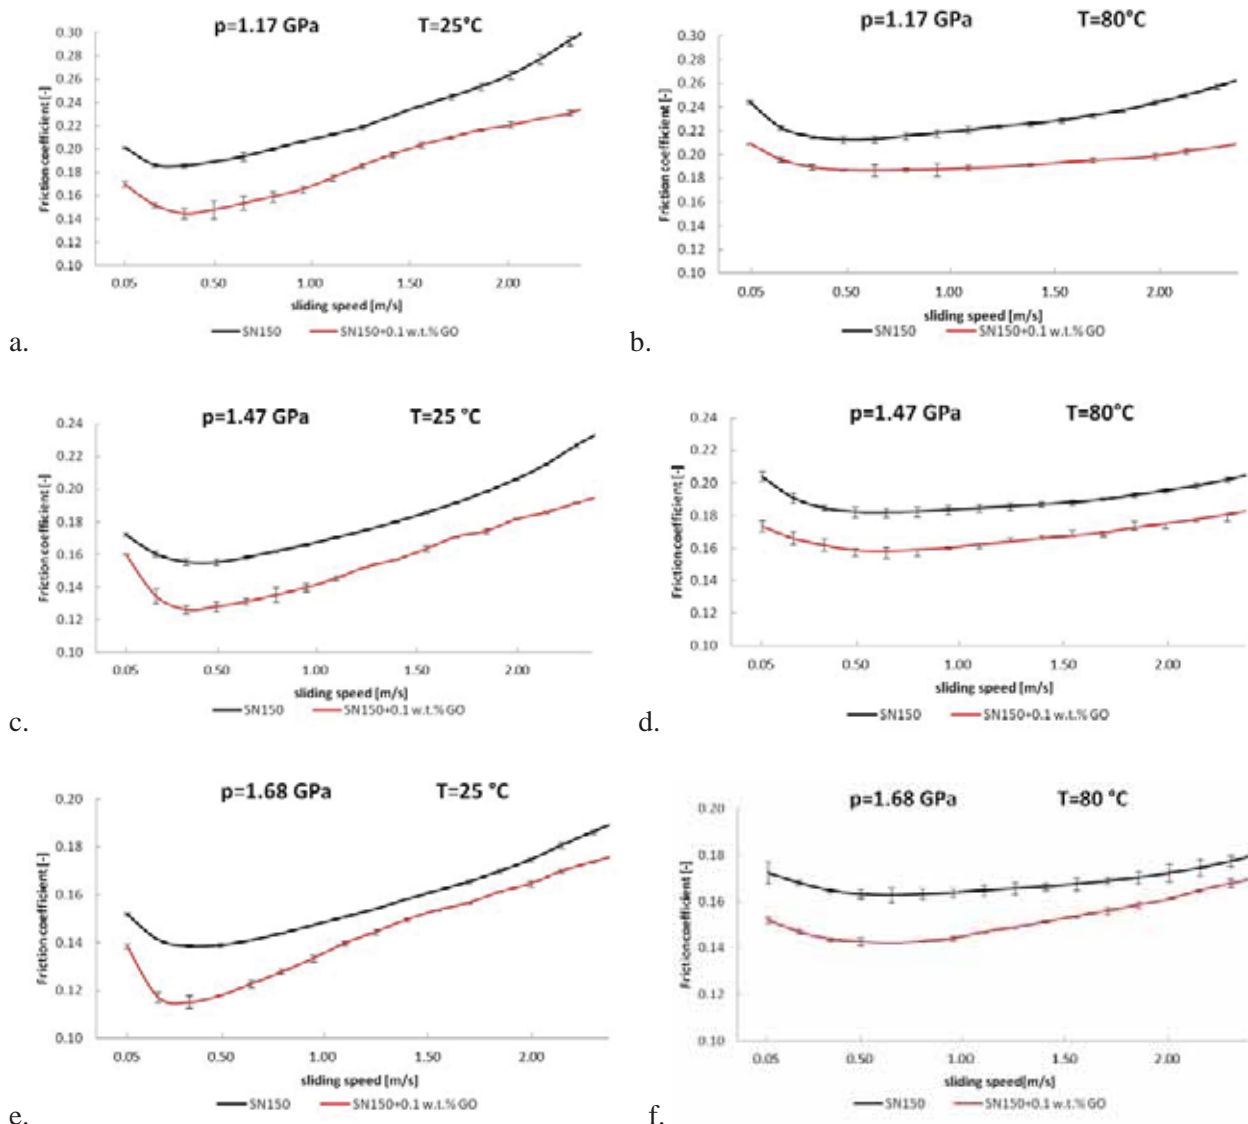 p=1.17 GPa T=25°C
0.30
0.28
0.26
0.24
0.22
0.20
0.18
0.16
0.14
0.12
0.10
Friction coefficient [-]
0.05 0.50 1.00 1.50 2.00
sliding speed [m/s]
SN150 SN150+0.1 w.t.% GO
a.
p=1.17 GPa T=80°C
0.30
0.28
0.26
0.24
0.22
0.20
0.18
0.16
0.14
0.12
0.10
Friction coefficient [-]
0.05 0.50 1.00 1.50 2.00
sliding speed [m/s]
SN150 SN150+0.1 w.t.% GO
b.
p=1.47 GPa T=25 °C
0.24
0.22
0.20
0.18
0.16
0.14
0.12
0.10
Friction coefficient [-]
0.05 0.50 1.00 1.50 2.00
sliding speed [m/s]
SN150 SN150+0.1 w.t.% GO
c.
p=1.47 GPa T=80°C
0.24
0.22
0.20
0.18
0.16
0.14
0.12
0.10
Friction coefficient [-]
0.05 0.50 1.00 1.50 2.00
sliding speed [m/s]
SN150 SN150+0.1 w.t.% GO
d.
p=1.68 GPa T=25 °C
0.20
0.18
0.16
0.14
0.12
0.10
Friction coefficient [-]
0.05 0.50 1.00 1.50 2.00
sliding speed [m/s]
SN150 SN150+0.1 w.t.% GO
e.
p=1.68 GPa T=80 °C
0.20
0.18
0.16
0.14
0.12
0.10
Friction coefficient [-]
0.05 0.50 1.00 1.50 2.00
sliding speed[m/s]
SN150 SN150+0.1 w.t.% GO
f.